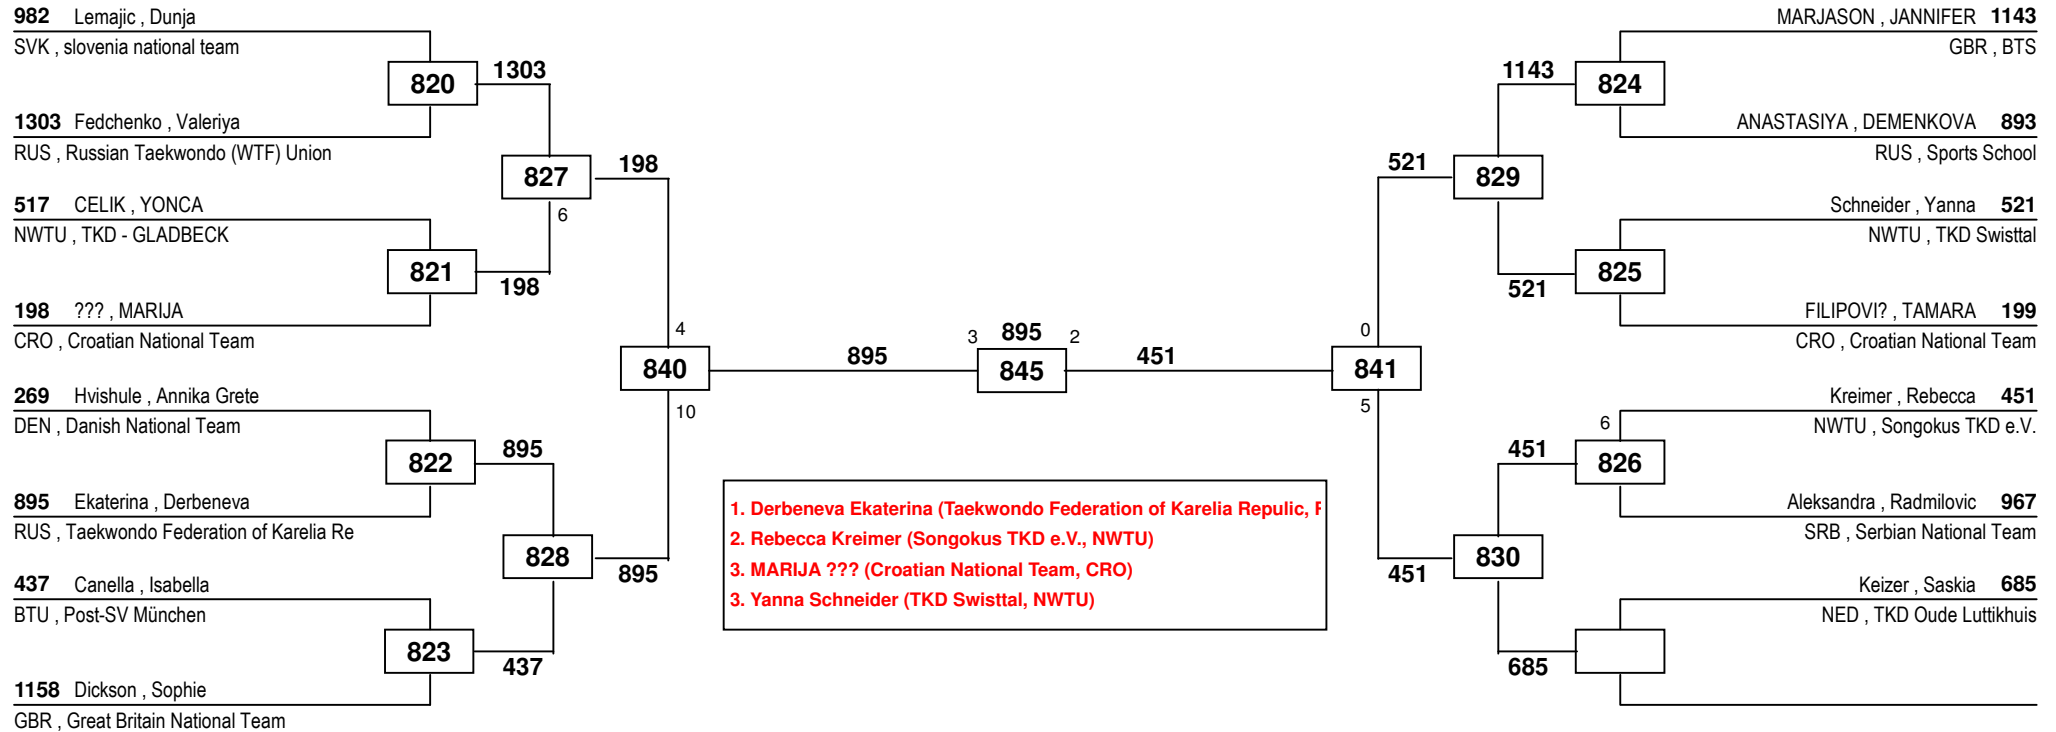 982 Lemajic , Dunja
SVK , slovenia national team
820
1303
1303 Fedchenko , Valeriya
RUS , Russian Taekwondo (WTF) Union
827
198
6
517 CELIK , YONCA
NWTU , TKD - GLADBECK
821
198
198 ??? , MARIJA
CRO , Croatian National Team
4
840
10
895
269 Hvishule , Annika Grete
DEN , Danish National Team
822
895
895 Ekaterina , Derbeneva
RUS , Taekwondo Federation of Karelia Re
828
895
437 Canella , Isabella
BTU , Post-SV München
823
437
1158 Dickson , Sophie
GBR , Great Britain National Team
3 895 2
845
1. Derbeneva Ekaterina (Taekwondo Federation of Karelia Repulic,
2. Rebecca Kreimer (Songokus TKD e.V., NWTU)
3. MARIJA ??? (Croatian National Team, CRO)
3. Yanna Schneider (TKD Swisttal, NWTU)
MARJASON , JANNIFER 1143
GBR , BTS
1143
824
ANASTASIYA , DEMENKOVA 893
RUS , Sports School
521
829
Schneider , Yanna 521
NWTU , TKD Swisttal
825
521
FILIPOVI? , TAMARA 199
CRO , Croatian National Team
0
451
841
5
Kreimer , Rebecca 451
NWTU , Songokus TKD e.V.
6
451
826
Aleksandra , Radmilovic 967
SRB , Serbian National Team
830
451
Keizer , Saskia 685
NED , TKD Oude Luttikhuis
685